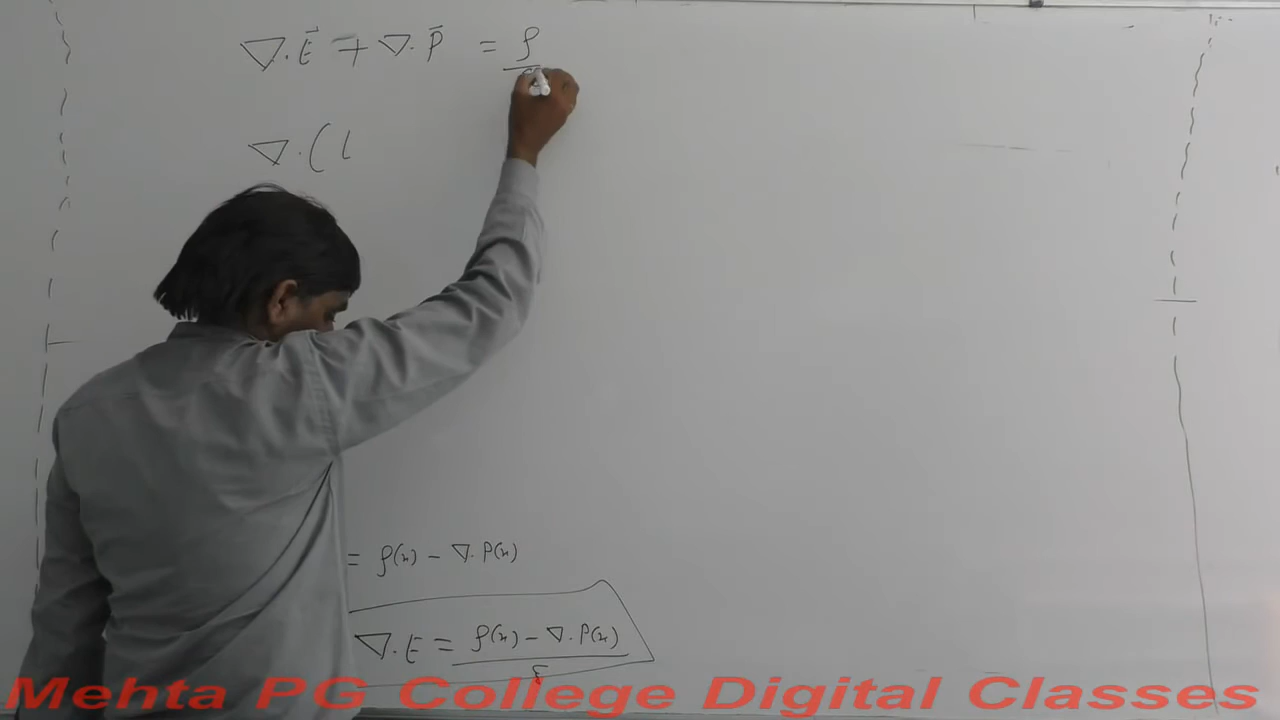 ∇·E⃗ + ∇·P⃗ = ρ
∇·(
= ρ(x) − ∇·P(x)
∇·E = ρ(x) − ∇·P(x) / ε
Mehta PG College Digital Classes